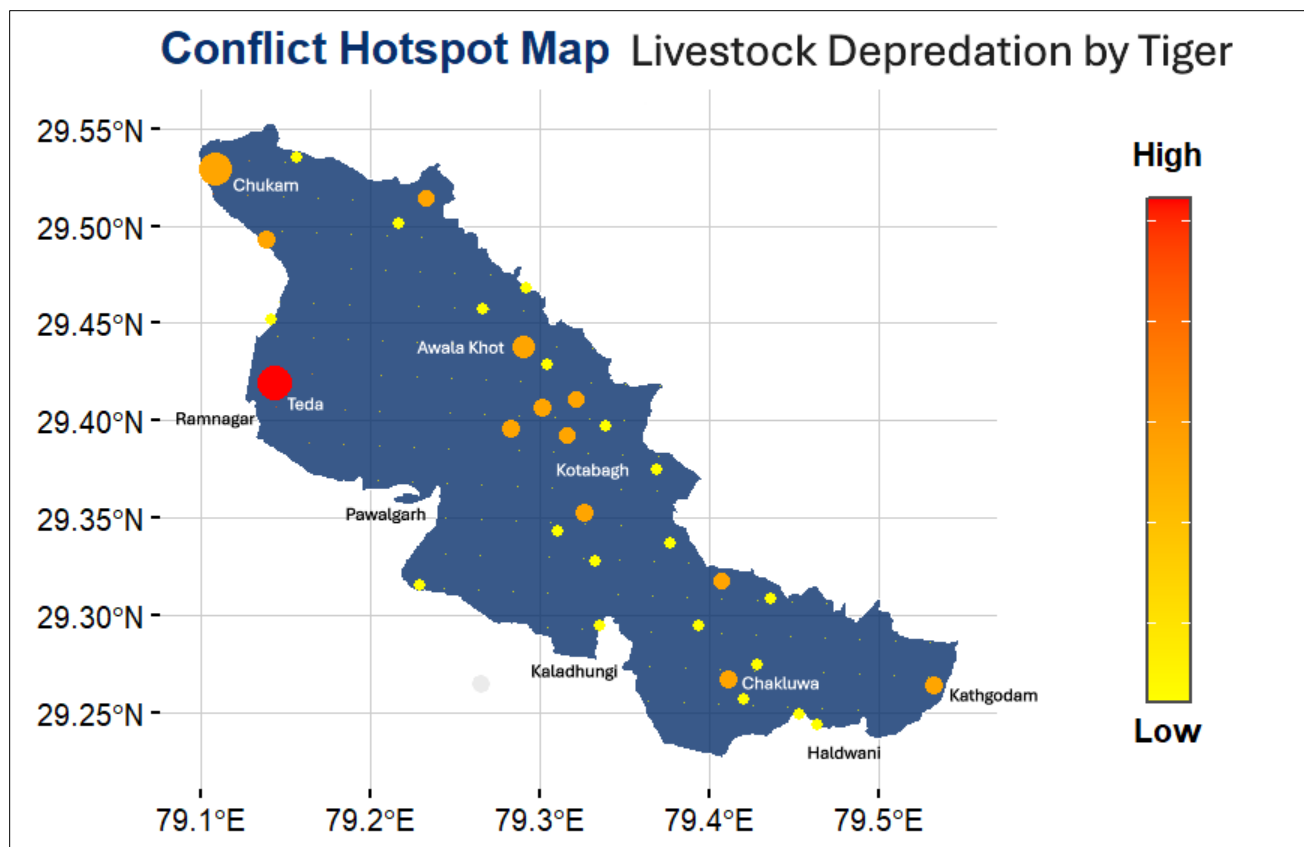 Conflict Hotspot Map Livestock Depredation by Tiger
29.55°N
High
Chukam
29.50°N
29.45°N
Awala Khot
Teda
Ramnagar
29.40°N
Kotabagh
29.35°N
Pawalgarh
29.30°N
Kaladhungi
Chakluwa
Kathgodam
29.25°N
Low
Haldwani
79.1°E 79.2°E 79.3°E 79.4°E 79.5°E